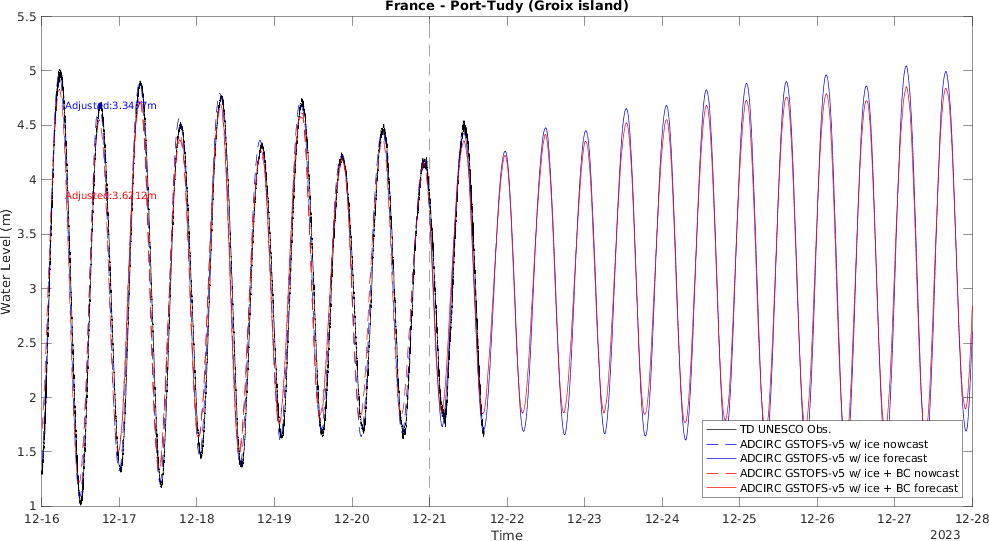 France - Port-Tudy (Groix island)
5.5
5
4.5
4
3.5
3
2.5
2
1.5
1
Water Level (m)
Adjusted:3.3457m
Adjusted:3.6212m
TD UNESCO Obs.
ADCIRC GSTOFS-v5 w/ ice nowcast
ADCIRC GSTOFS-v5 w/ ice forecast
ADCIRC GSTOFS-v5 w/ ice + BC nowcast
ADCIRC GSTOFS-v5 w/ ice + BC forecast
12-16 12-17 12-18 12-19 12-20 12-21 12-22 12-23 12-24 12-25 12-26 12-27 12-28
Time
2023